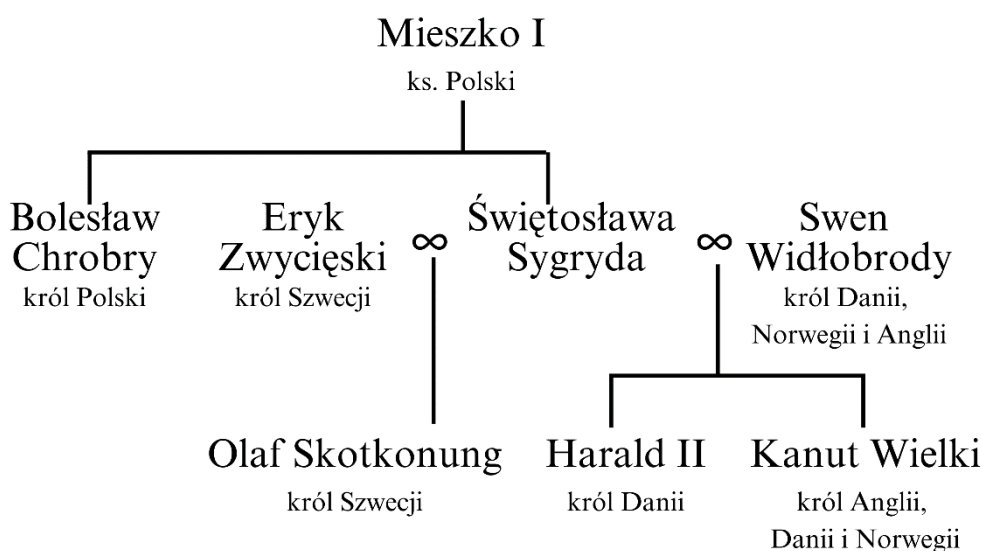 Mieszko I
ks. Polski
Bolesław
Chrobry
król Polski
Eryk
Zwycięski
król Szwecji
∞
Świętosława
Sygryda
∞
Swen
Widłobrody
król Danii,
Norwegii i Anglii
Olaf Skotkonung
król Szwecji
Harald II
król Danii
Kanut Wielki
król Anglii,
Danii i Norwegii